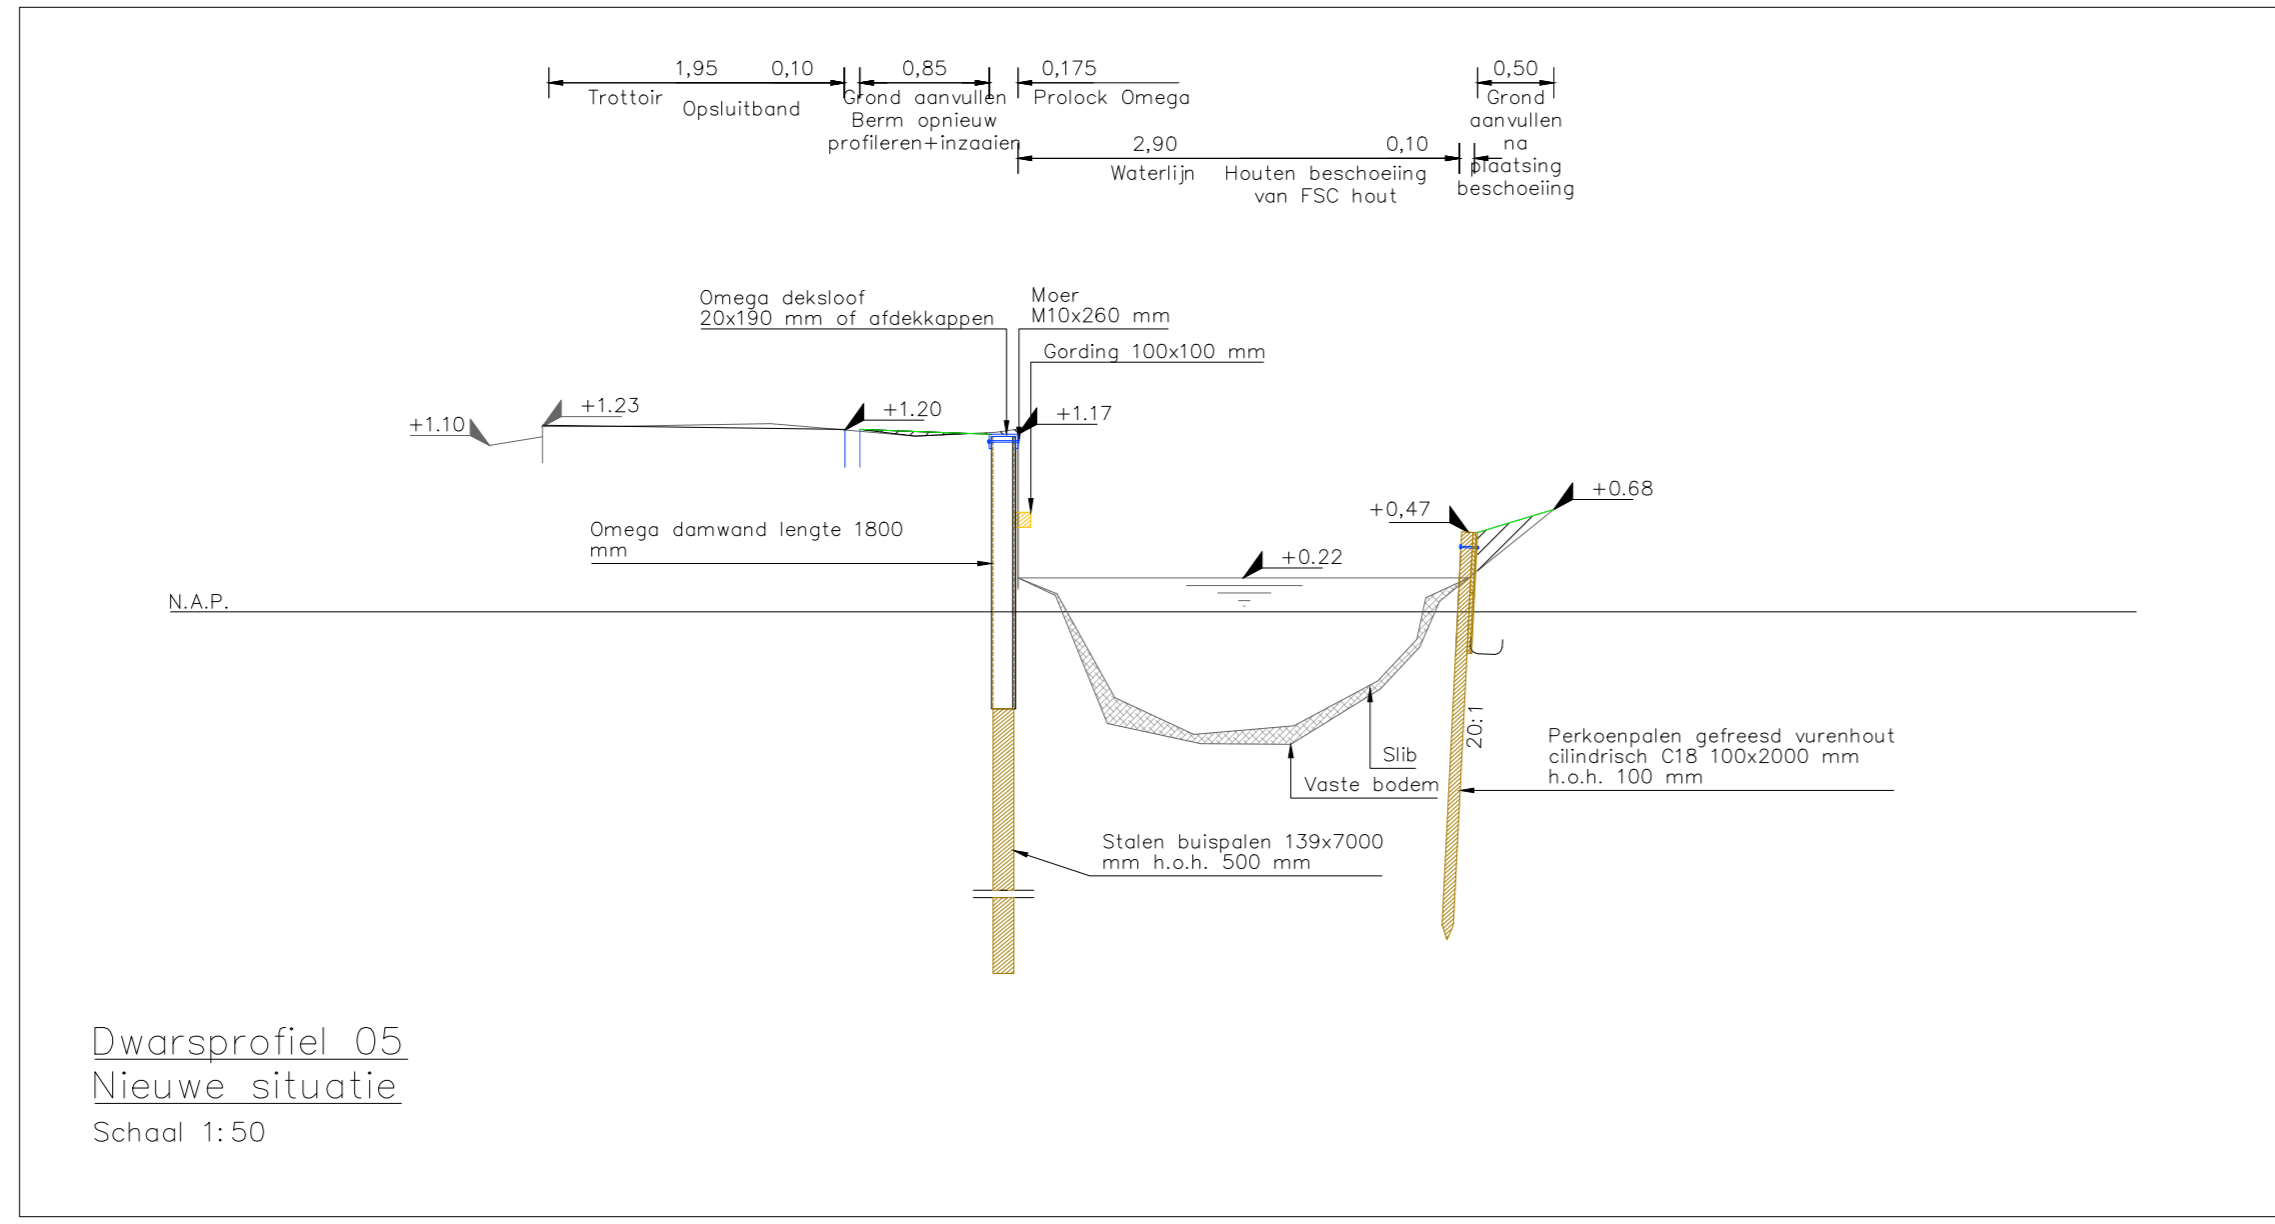 1,95
0,10
0,85
0,175
0,50
Trottoir
Opsluitband
Grond aanvullen
Berm opnieuw
profileren+inzaaien
Prolock Omega
Grond
aanvullen
na
plaatsing
beschoeiing
2,90
0,10
Waterlijn
Houten beschoeiing
van FSC hout
Omega deksloof
20x190 mm of afdekkappen
Moer
M10x260 mm
Gording 100x100 mm
+1.10
+1.23
+1.20
+1.17
+0,47
+0.68
Omega damwand lengte 1800
mm
+0.22
N.A.P.
20:1
Slib
Vaste bodem
Perkoenpalen gefreesd vurenhout
cilindrisch C18 100x2000 mm
h.o.h. 100 mm
Stalen buispalen 139x7000
mm h.o.h. 500 mm
Dwarsprofiel 05
Nieuwe situatie
Schaal 1:50